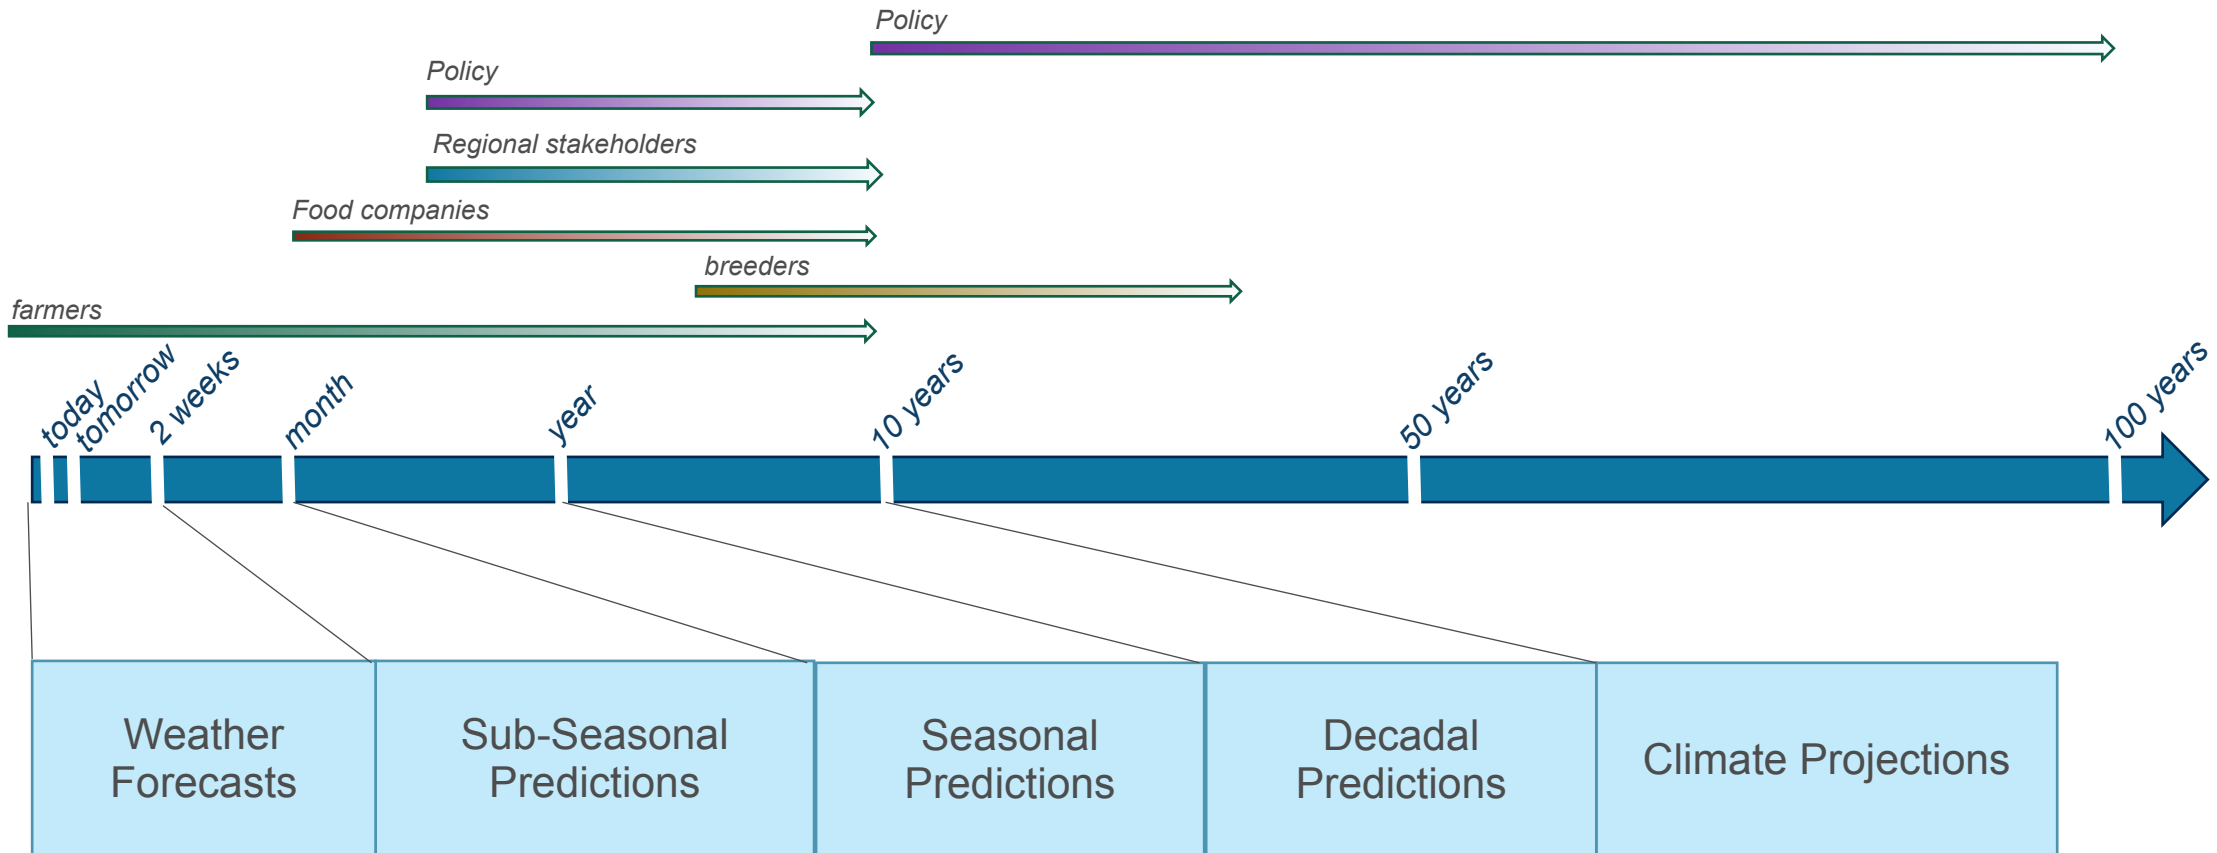 Policy
Policy
Regional stakeholders
Food companies
breeders
farmers
today
tomorrow
2 weeks
month
year
10 years
50 years
100 years
Weather
Forecasts
Sub-Seasonal
Predictions
Seasonal
Predictions
Decadal
Predictions
Climate Projections